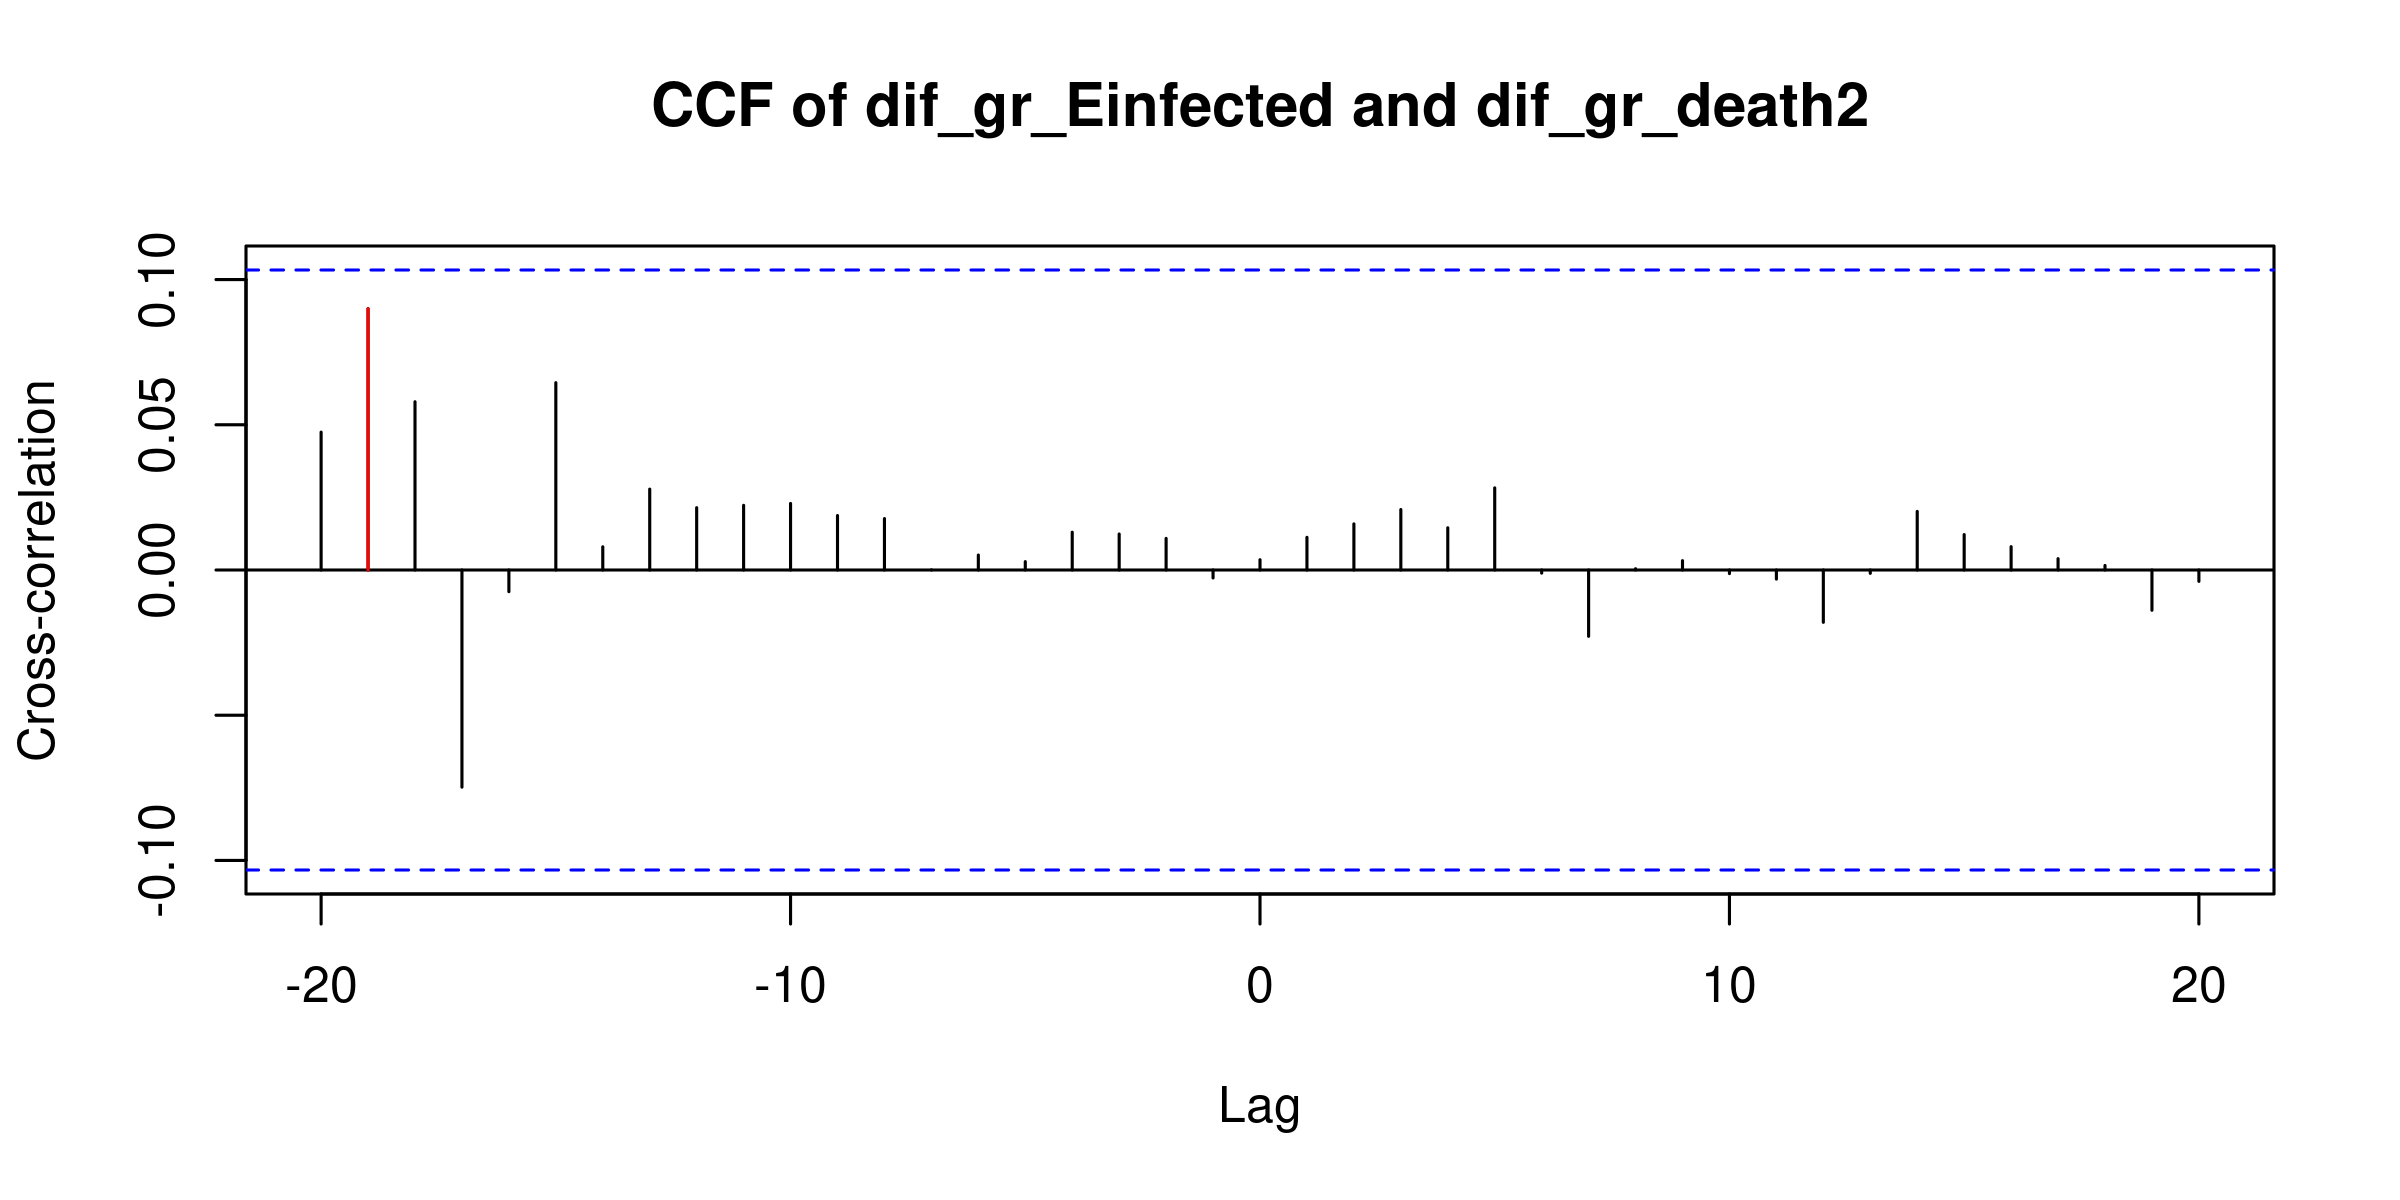 CCF of dif_gr_Einfected and dif_gr_death2
Cross-correlation
0.10
0.05
0.00
-0.10
-20 -10 0 10 20
Lag